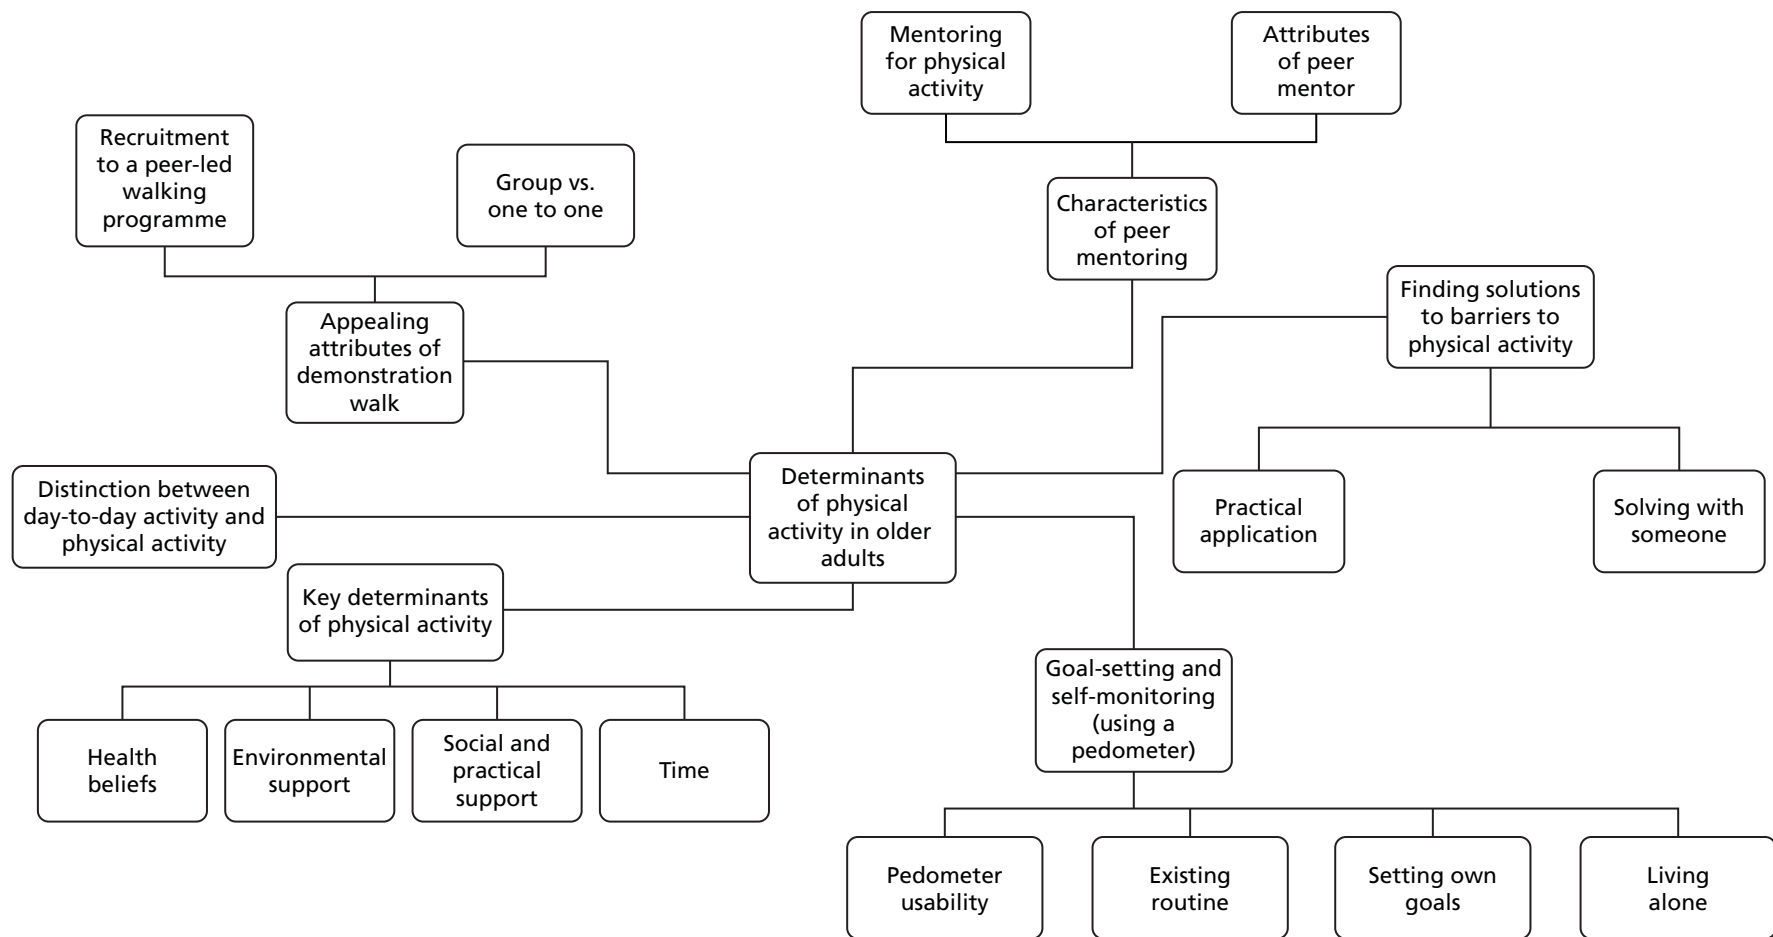 Mentoring
for physical
activity
Attributes
of peer
mentor
Recruitment
to a peer-led
walking
programme
Group vs.
one to one
Characteristics
of peer
mentoring
Finding solutions
to barriers to
physical activity
Appealing
attributes of
demonstration
walk
Distinction between
day-to-day activity and
physical activity
Determinants
of physical
activity in older
adults
Practical
application
Solving with
someone
Key determinants
of physical activity
Health
beliefs
Environmental
support
Social and
practical
support
Time
Goal-setting and
self-monitoring
(using a
pedometer)
Pedometer
usability
Existing
routine
Setting own
goals
Living
alone